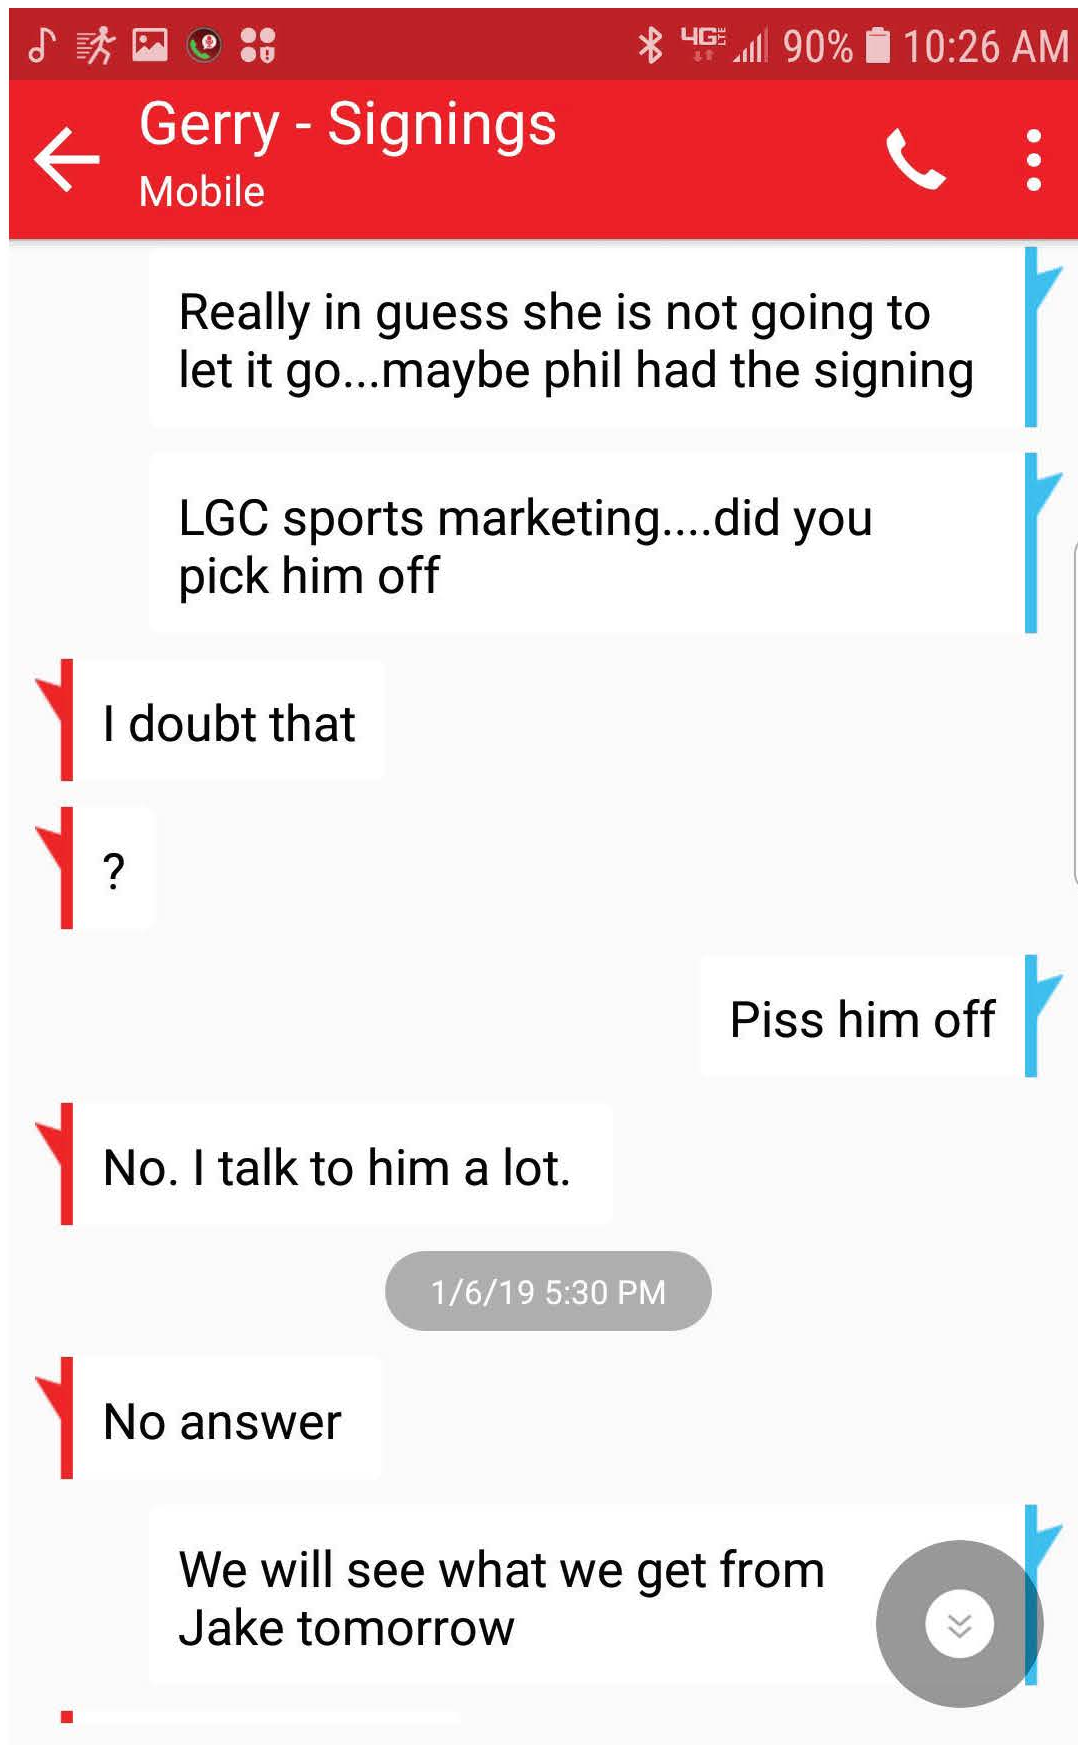 4G LTE 90% 10:26 AM
Gerry - Signings
Mobile
Really in guess she is not going to
let it go...maybe phil had the signing
LGC sports marketing....did you
pick him off
I doubt that
?
Piss him off
No. I talk to him a lot.
1/6/19 5:30 PM
No answer
We will see what we get from
Jake tomorrow